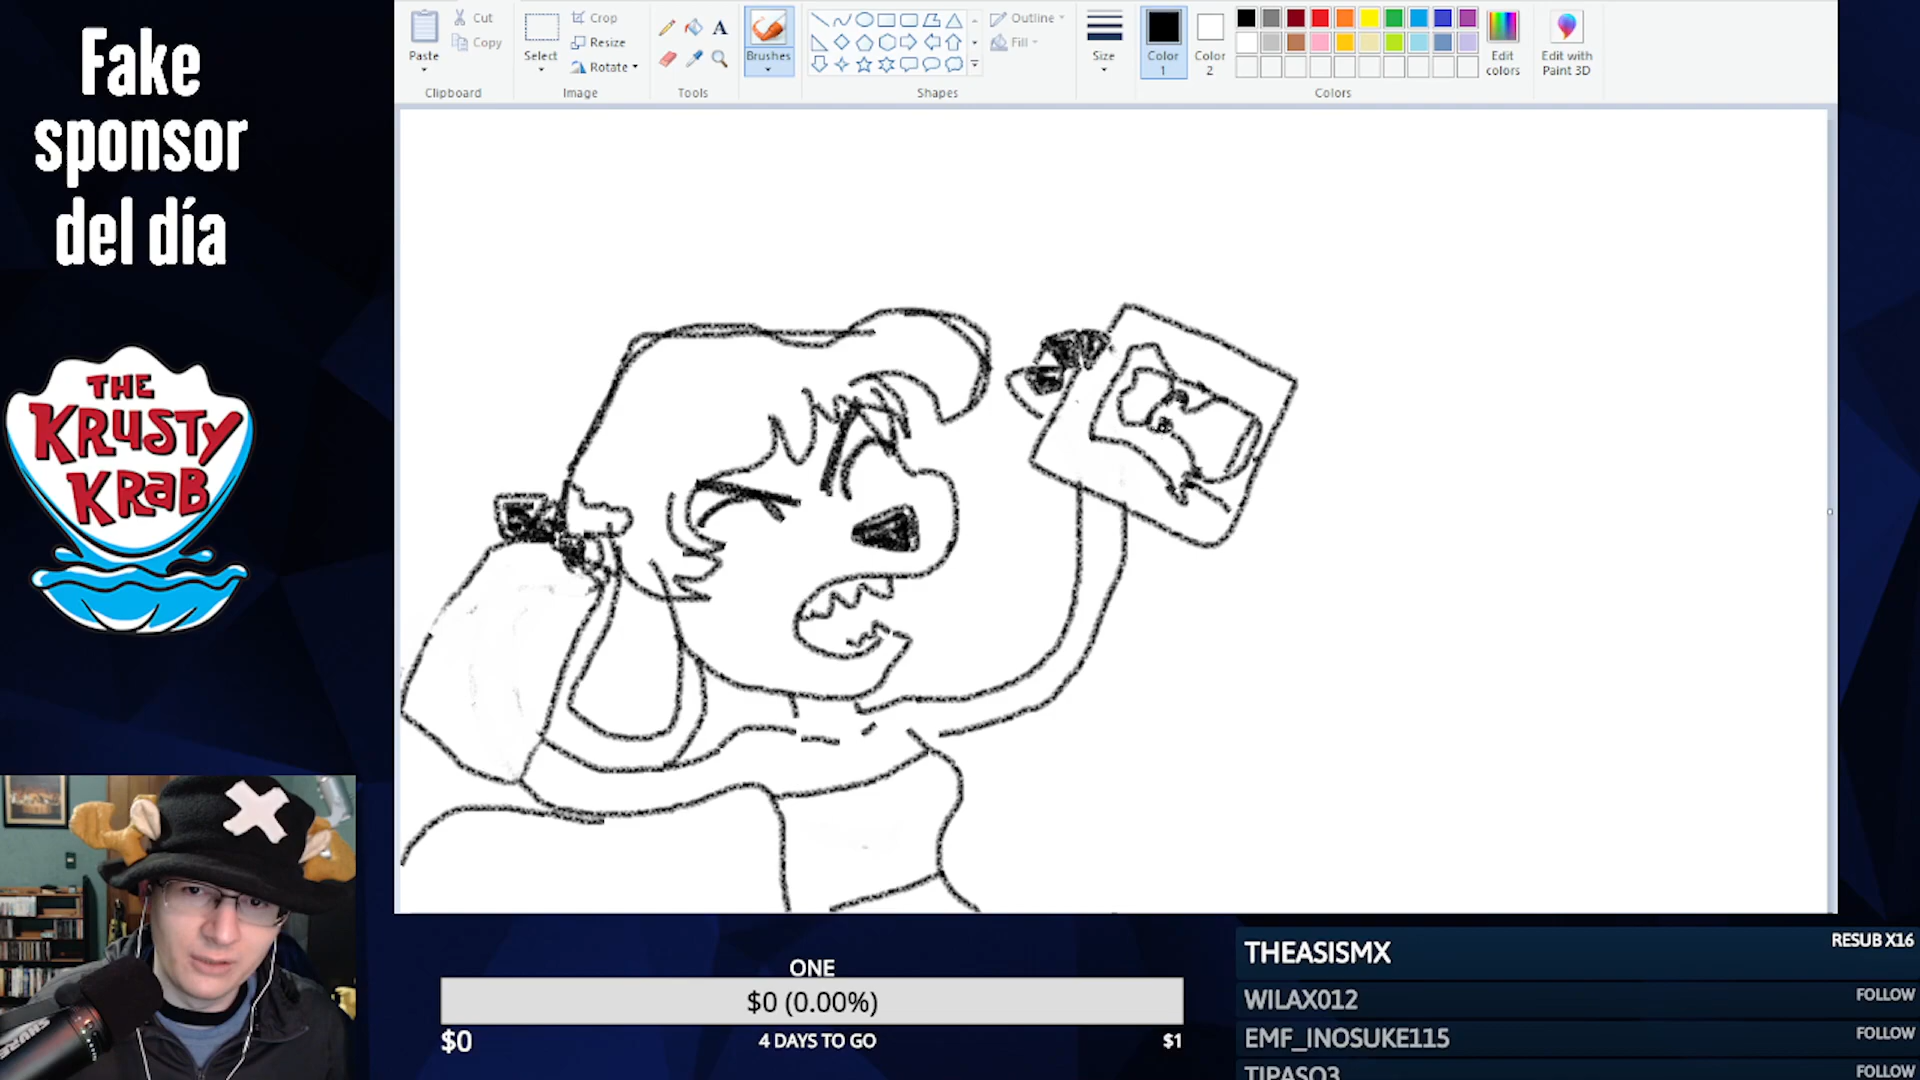 Fake
sponsor
del día
THE
KRUSTY
KRAB
Paste
Cut
Copy
Clipboard
Select
Crop
Resize
Rotate
Image
A
Tools
Brushes
Outline
Fill
Shapes
Size
Color
1
Color
2
Edit
colors
Edit with
Paint 3D
Colors
SHURE
ONE
$0 (0.00%)
$0
4 DAYS TO GO
$1
THEASISMX
RESUB X16
WILAX012
FOLLOW
EMF_INOSUKE115
FOLLOW
TIPASO3
FOLLOW